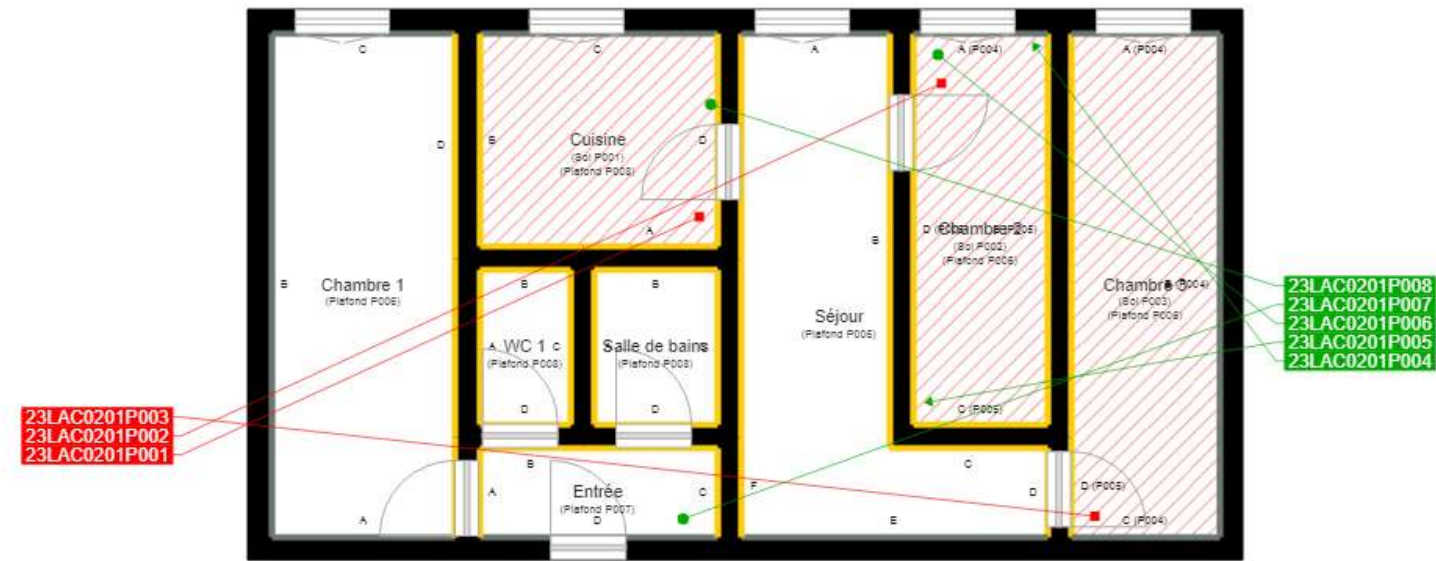 C
C
A
A (P004)
A (P004)
D
B
Cuisine
(Sol P001)
(Plafond P008)
D
A
B
Chambre 2
(Sol P002)
(Plafond P006)
B
Chambre 1
(Plafond P006)
B
B
Chambre 3
(Sol P003)
(Plafond P006)
Séjour
(Plafond P006)
A
WC 1
C
(Plafond P008)
Salle de bains
(Plafond P008)
D
D
C (P005)
23LAC0201P008
23LAC0201P007
23LAC0201P006
23LAC0201P005
23LAC0201P004
23LAC0201P003
23LAC0201P002
23LAC0201P001
B
C
F
D
D (P005)
A
Entrée
(Plafond P007)
C
D
A
E
C (P004)